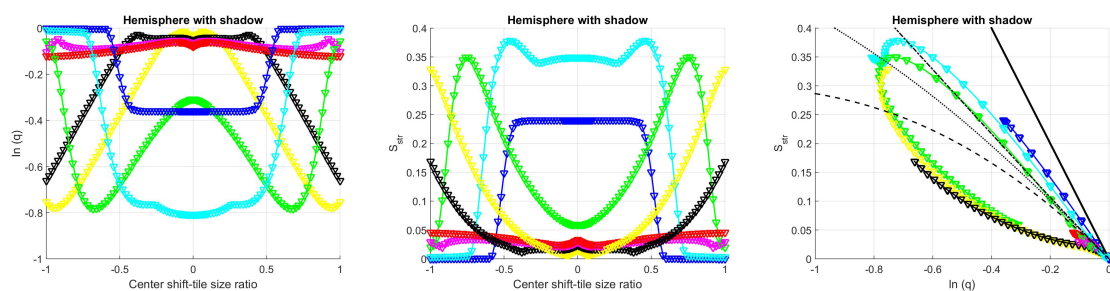 Hemisphere with shadow
0
-0.2
-0.4
-0.6
-0.8
-1
ln (q)
-1 -0.5 0 0.5 1
Center shift-tile size ratio
Hemisphere with shadow
0.4
0.35
0.3
0.25
0.2
0.15
0.1
0.05
0
S_str
-1 -0.5 0 0.5 1
Center shift-tile size ratio
Hemisphere with shadow
0.4
0.35
0.3
0.25
0.2
0.15
0.1
0.05
0
S_str
-1 -0.8 -0.6 -0.4 -0.2 0
ln (q)